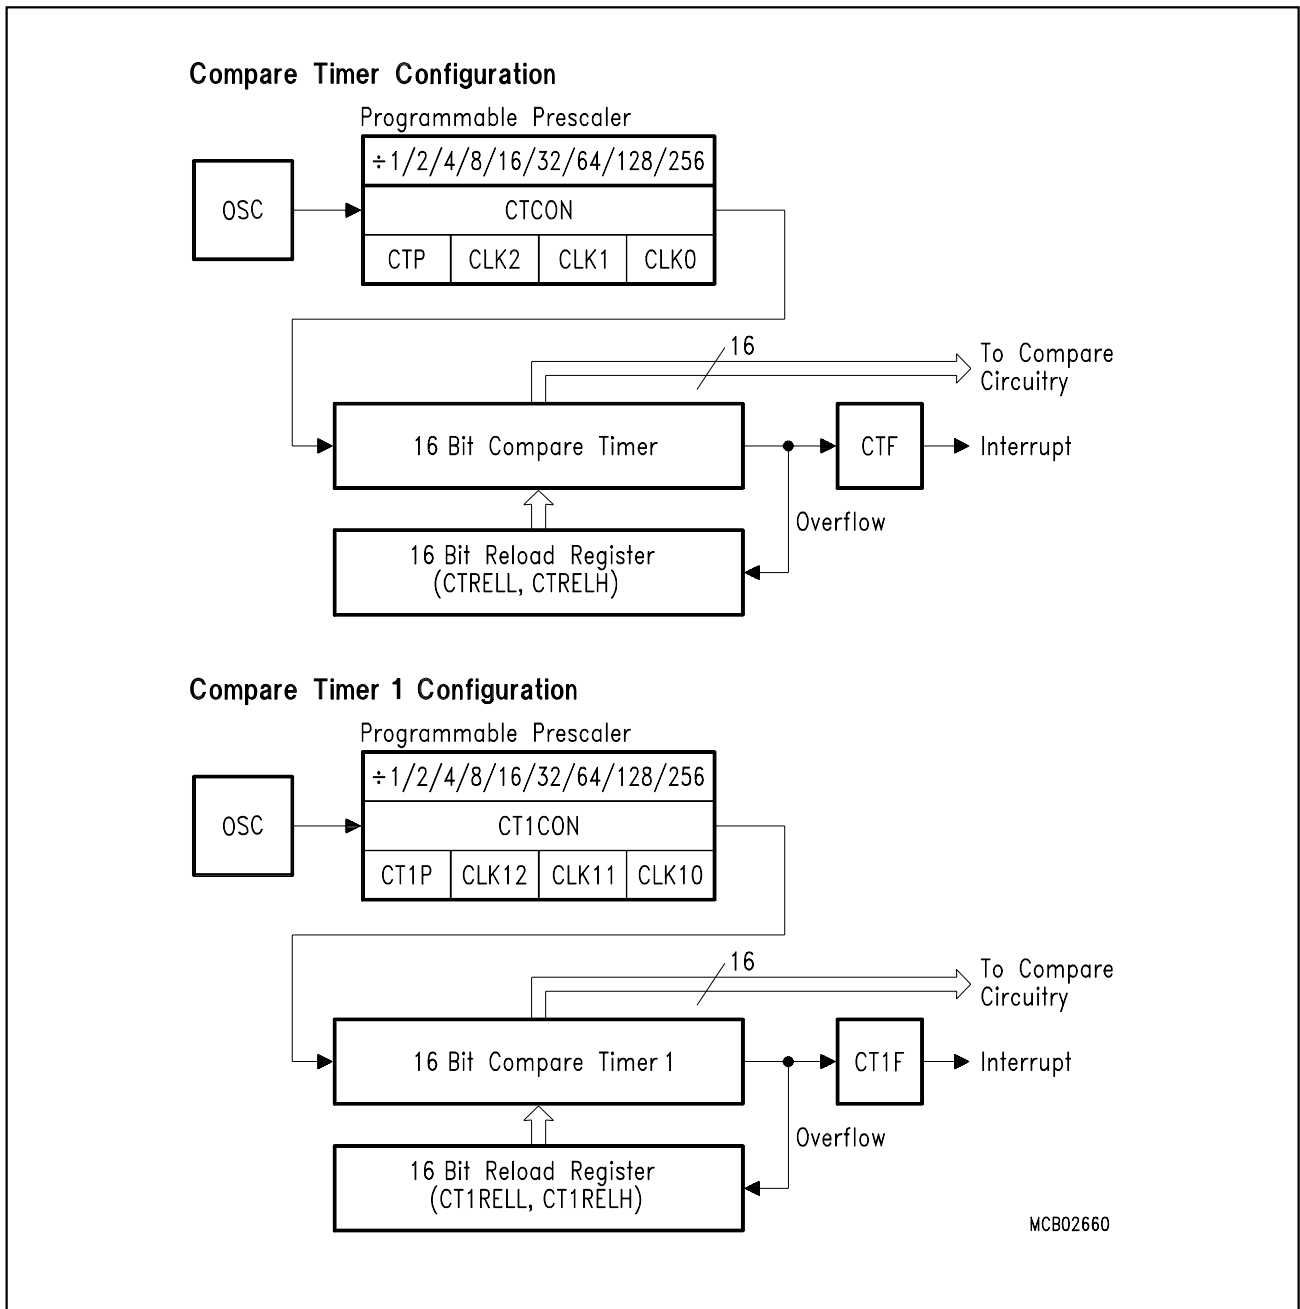 Compare Timer Configuration
Programmable Prescaler
÷1/2/4/8/16/32/64/128/256
OSC
CTCON
CTP CLK2 CLK1 CLK0
16
To Compare
Circuitry
16 Bit Compare Timer
CTF
Interrupt
Overflow
16 Bit Reload Register
(CTRELL, CTRELH)
Compare Timer 1 Configuration
Programmable Prescaler
÷1/2/4/8/16/32/64/128/256
OSC
CT1CON
CT1P CLK12 CLK11 CLK10
16
To Compare
Circuitry
16 Bit Compare Timer 1
CT1F
Interrupt
Overflow
16 Bit Reload Register
(CT1RELL, CT1RELH)
MCB02660